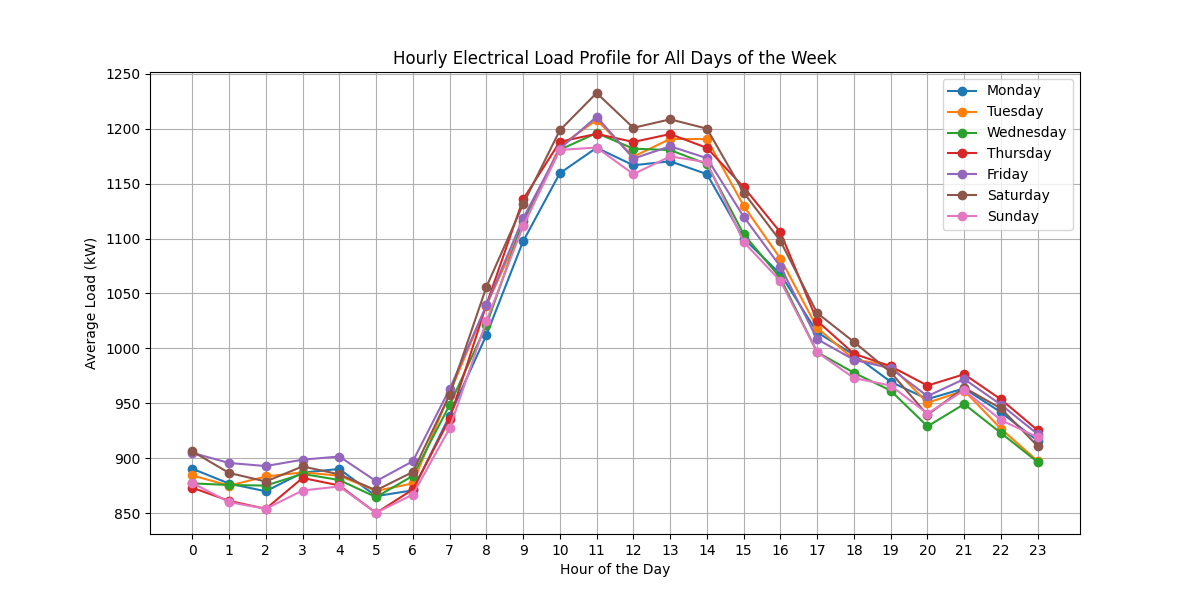 Hourly Electrical Load Profile for All Days of the Week
1250
1200
1150
1100
1050
1000
950
900
850
Average Load (kW)
Monday
Tuesday
Wednesday
Thursday
Friday
Saturday
Sunday
0 1 2 3 4 5 6 7 8 9 10 11 12 13 14 15 16 17 18 19 20 21 22 23
Hour of the Day